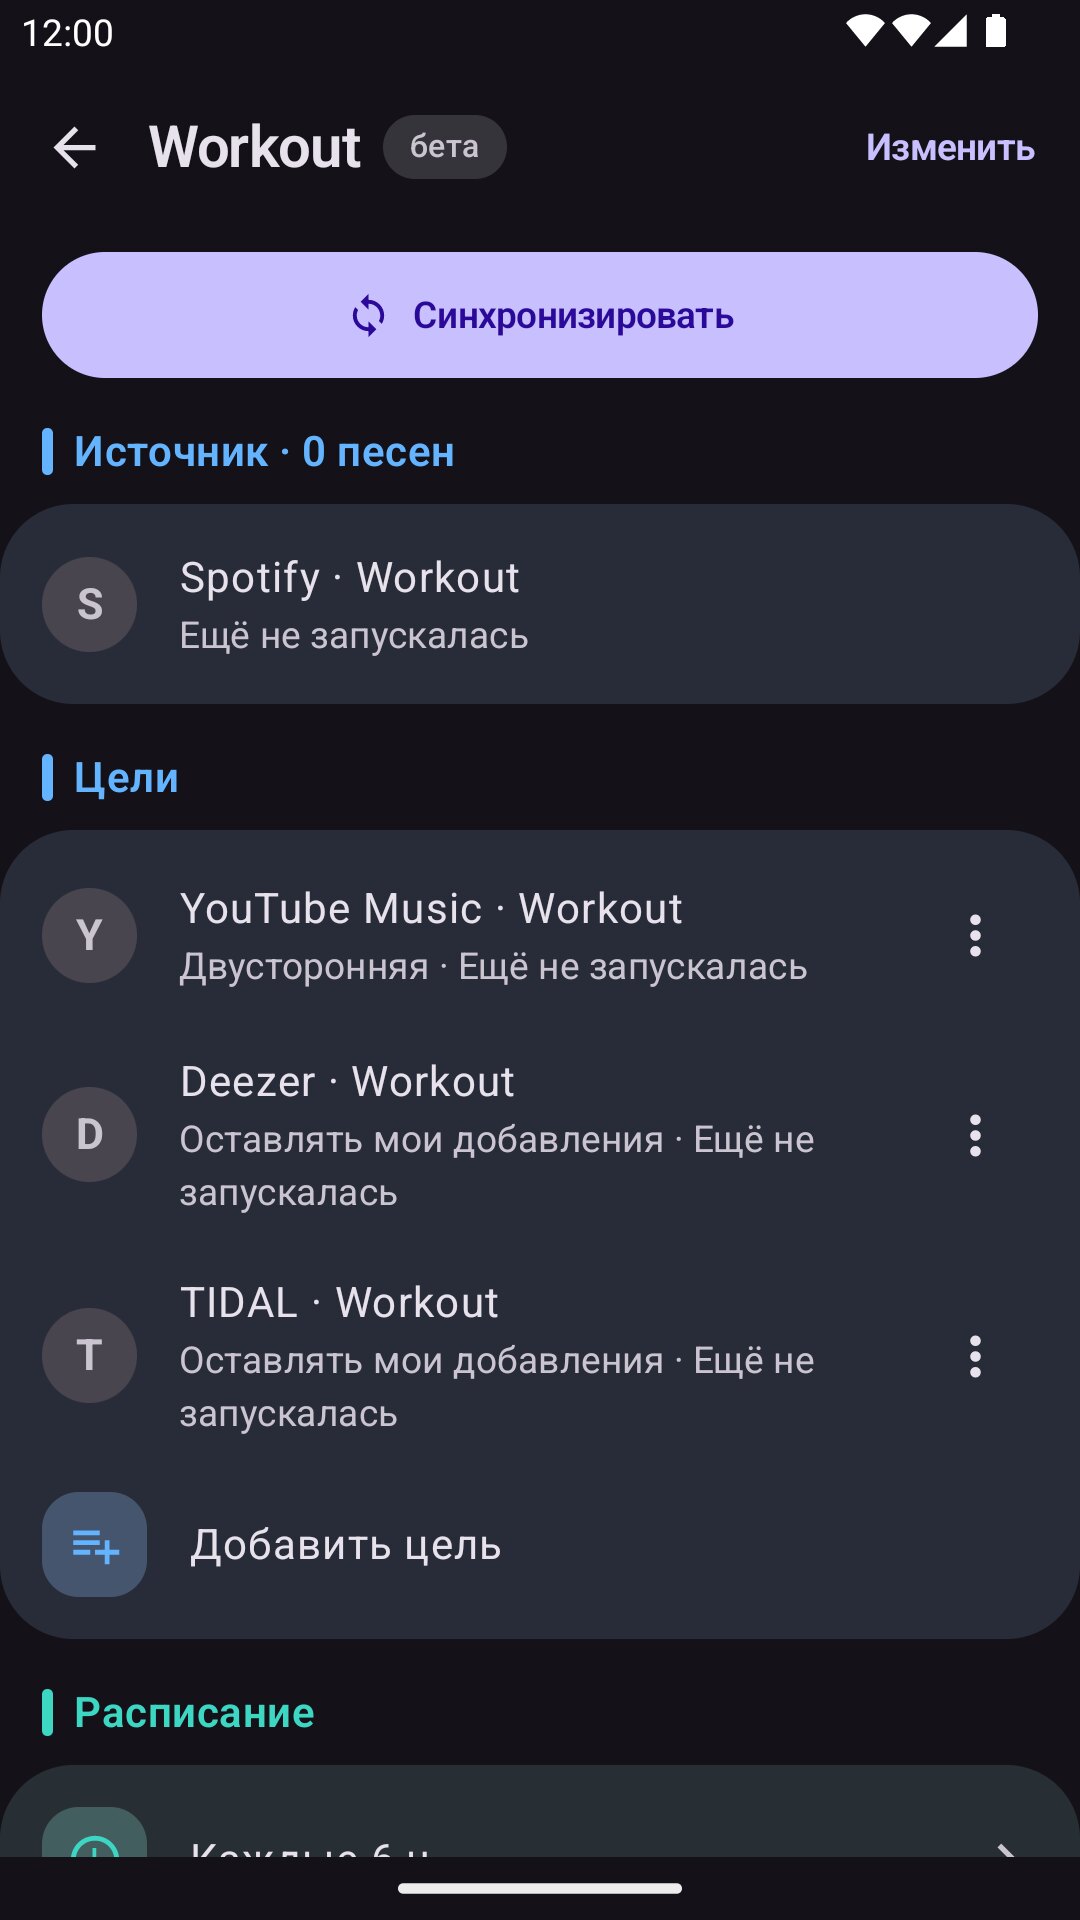 12:00
Workout
бета
Изменить
Синхронизировать
Источник · 0 песен
S
Spotify · Workout
Ещё не запускалась
Цели
Y
YouTube Music · Workout
Двусторонняя · Ещё не запускалась
D
Deezer · Workout
Оставлять мои добавления · Ещё не
запускалась
T
TIDAL · Workout
Оставлять мои добавления · Ещё не
запускалась
Добавить цель
Расписание
Каждые 6 ч